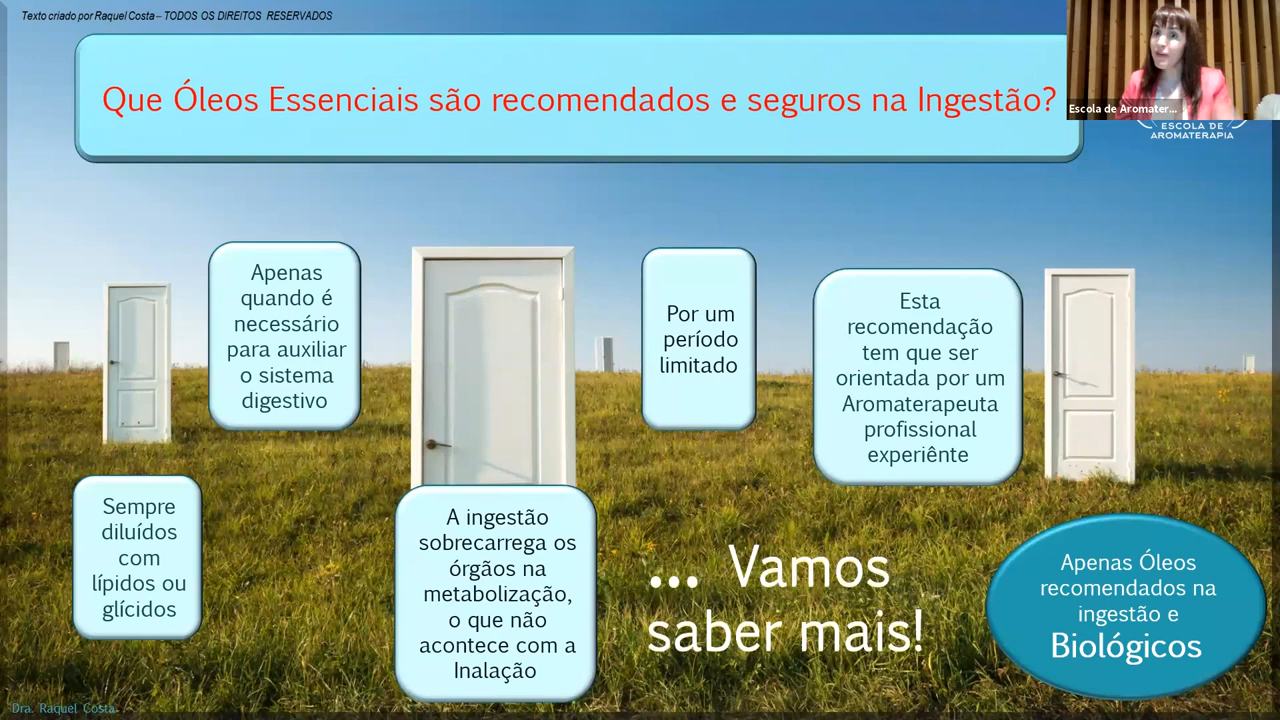 Texto criado por Raquel Costa – TODOS OS DIREITOS RESERVADOS
Que Óleos Essenciais são recomendados e seguros na Ingestão?
Escola de Aromater...
ESCOLA DE
AROMATERAPIA
Apenas
quando é
necessário
para auxiliar
o sistema
digestivo
Por um
período
limitado
Esta
recomendação
tem que ser
orientada por um
Aromaterapeuta
profissional
experiênte
Sempre
diluídos
com
lípidos ou
glícidos
A ingestão
sobrecarrega os
órgãos na
metabolização,
o que não
acontece com a
Inalação
... Vamos
saber mais!
Apenas Óleos
recomendados na
ingestão e
Biológicos
Dra. Raquel Costa